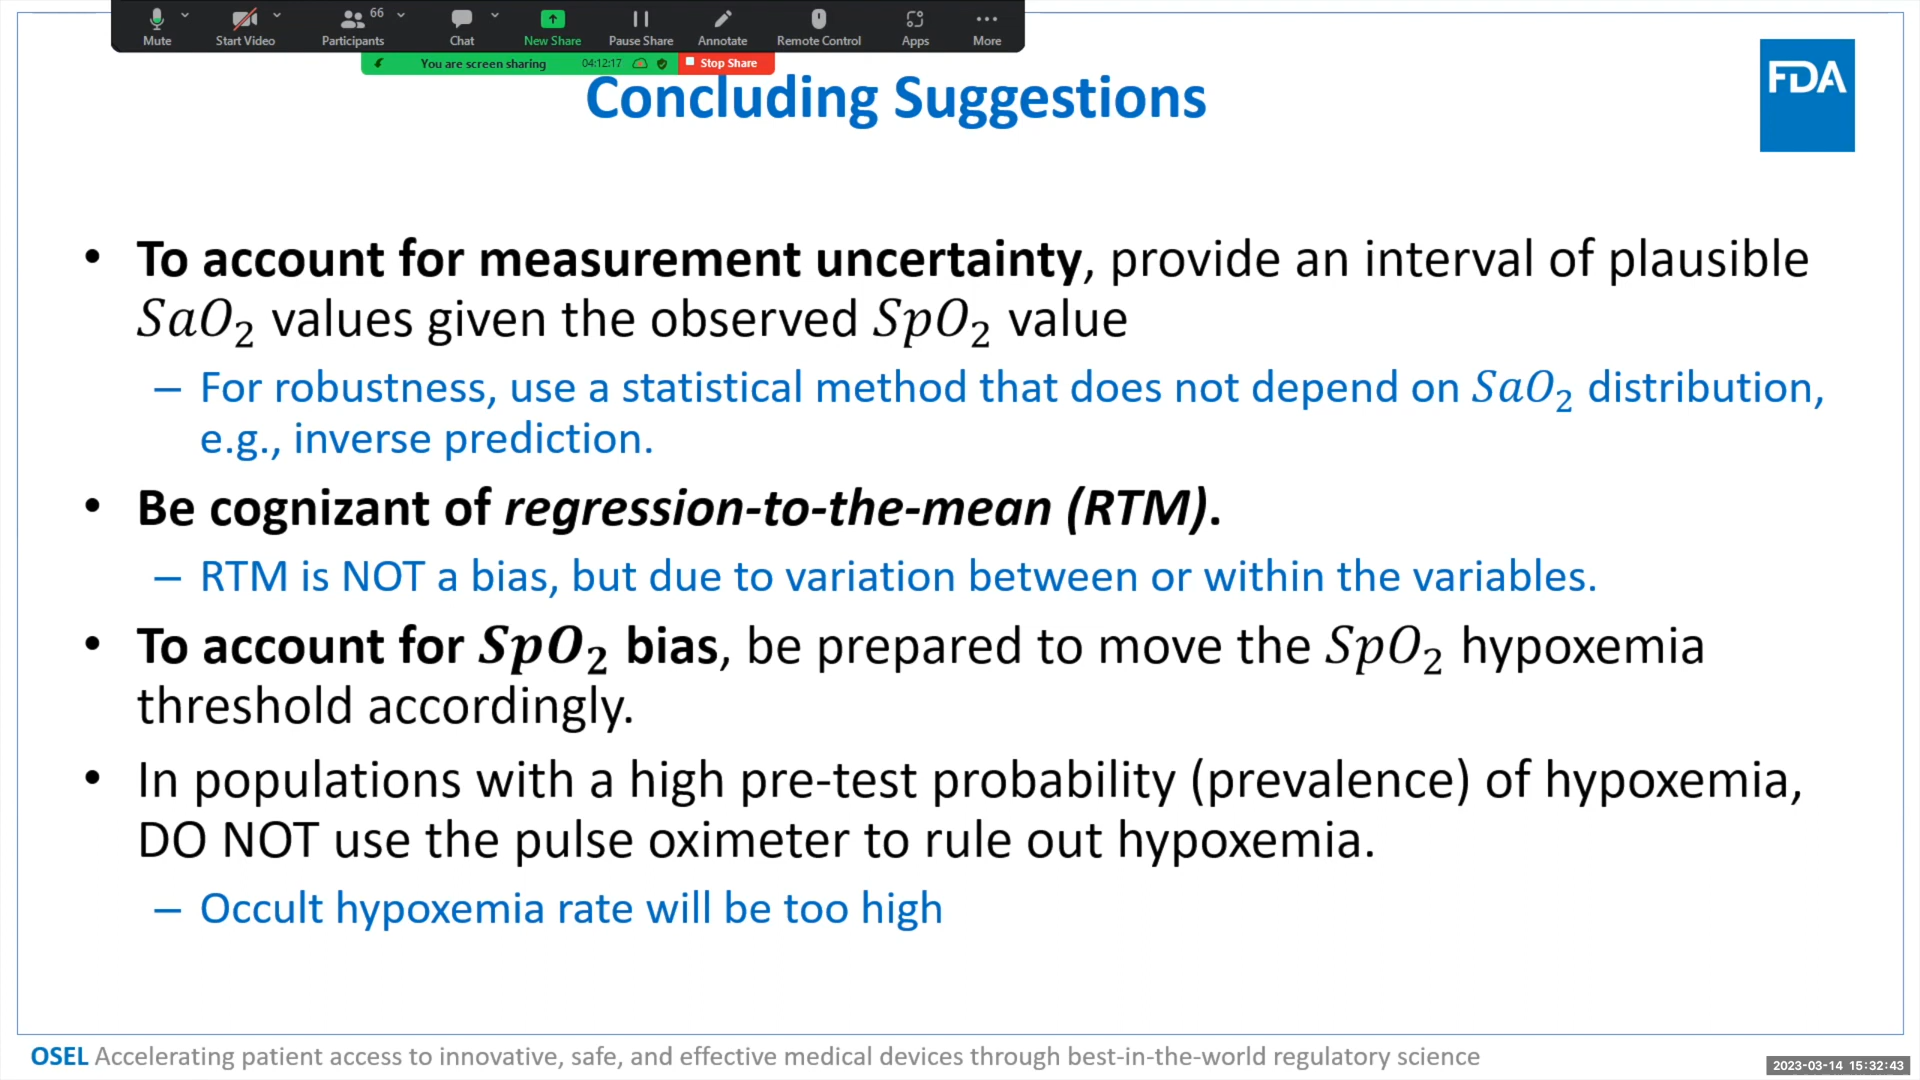 Mute
Start Video
66
Participants
Chat
New Share
Pause Share
Annotate
Remote Control
Apps
More
You are screen sharing 04:12:17 Stop Share
Concluding Suggestions
FDA
• To account for measurement uncertainty, provide an interval of plausible
SaO₂ values given the observed SpO₂ value
– For robustness, use a statistical method that does not depend on SaO₂ distribution,
e.g., inverse prediction.
• Be cognizant of regression-to-the-mean (RTM).
– RTM is NOT a bias, but due to variation between or within the variables.
• To account for SpO₂ bias, be prepared to move the SpO₂ hypoxemia
threshold accordingly.
• In populations with a high pre-test probability (prevalence) of hypoxemia,
DO NOT use the pulse oximeter to rule out hypoxemia.
– Occult hypoxemia rate will be too high
OSEL Accelerating patient access to innovative, safe, and effective medical devices through best-in-the-world regulatory science
2023-03-14 15:32:43